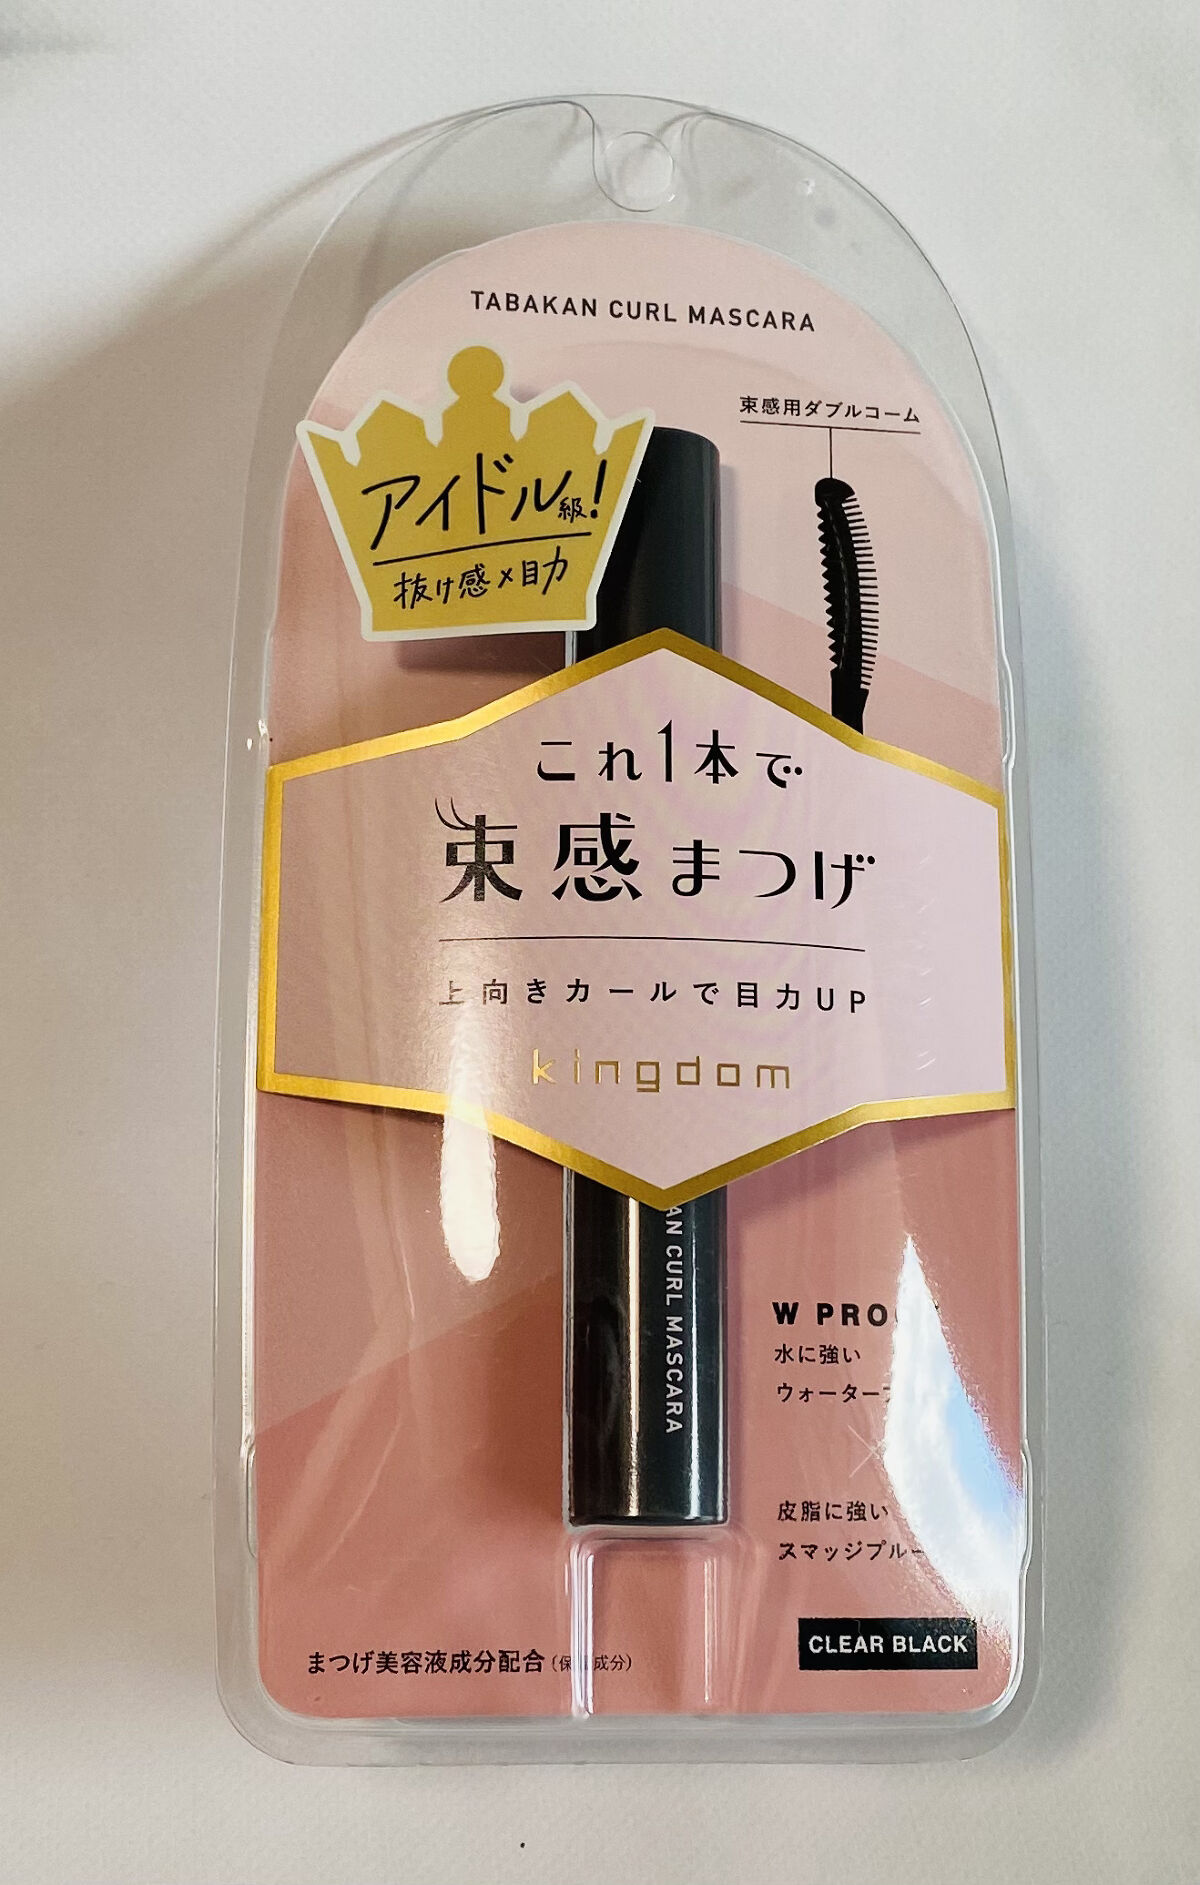 TABAKAN CURL MASCARA
束感用ダブルコーム
アイドル級!
抜け感×目力
これ1本で
束感まつげ
上向きカールで目力UP
kingdom
AN CURL MASCARA
W PRO
水に強い
ウォーター
皮脂に強い
スマッジプルー
CLEAR BLACK
まつげ美容液成分配合(保 成分)